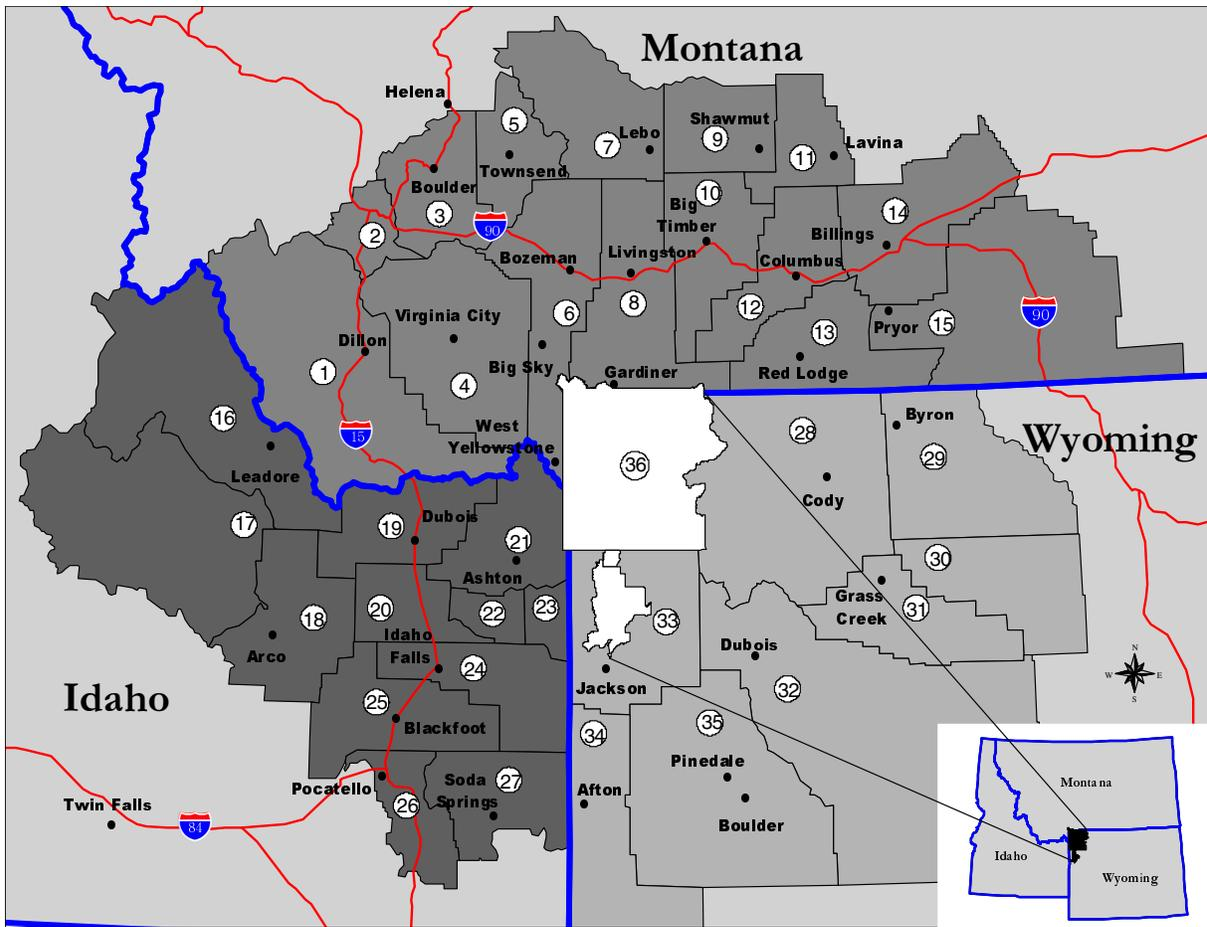 Montana
Helena
5
7
Lebo
Shawmut
9
11
Lavina
Townsend
Boulder
3
10
Big
Timber
14
2
90
Billings
Bozeman
Livingston
Columbus
6
8
12
Virginia City
13
Pryor
15
90
Dillon
1
4
Big Sky
Gardiner
Red Lodge
16
15
West
Yellowstone
28
Byron
Wyoming
29
36
Leadore
Cody
17
19
Dubois
21
30
Ashton
18
20
22
23
Grass
Creek
31
Idaho
Falls
33
Arco
24
Dubois
Idaho
Jackson
32
N
W
E
S
25
Blackfoot
34
35
Pinedale
Pocatello
Soda
Springs
27
26
Afton
Boulder
Twin Falls
84
Montana
Idaho
Wyoming